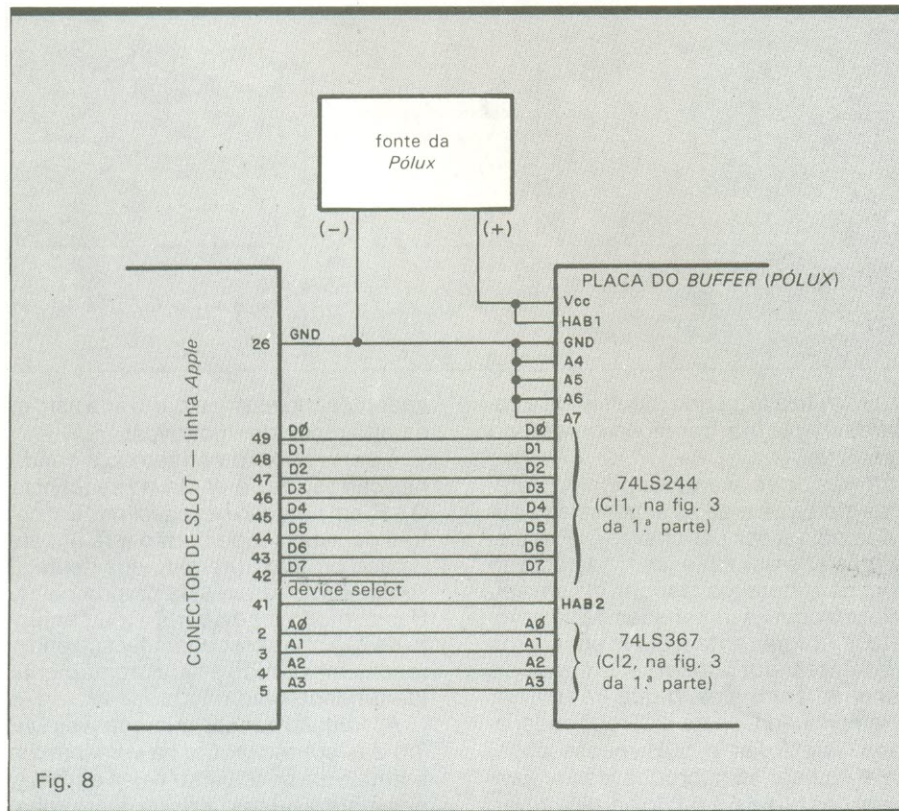 fonte da
Pólux
(-)
(+)
CONECTOR DE SLOT — linha Apple
PLACA DO BUFFER (PÓLUX)
Vcc
HAB1
26 GND GND
A4
A5
A6
A7
49 DØ DØ
48 D1 D1
47 D2 D2
46 D3 D3
45 D4 D4
44 D5 D5
43 D6 D6
42 D7 D7
74LS244
(CI1, na fig. 3
da 1.ª parte)
device select
41 HAB2
2 AØ AØ
3 A1 A1
4 A2 A2
5 A3 A3
74LS367
(CI2, na fig. 3
da 1.ª parte)
Fig. 8